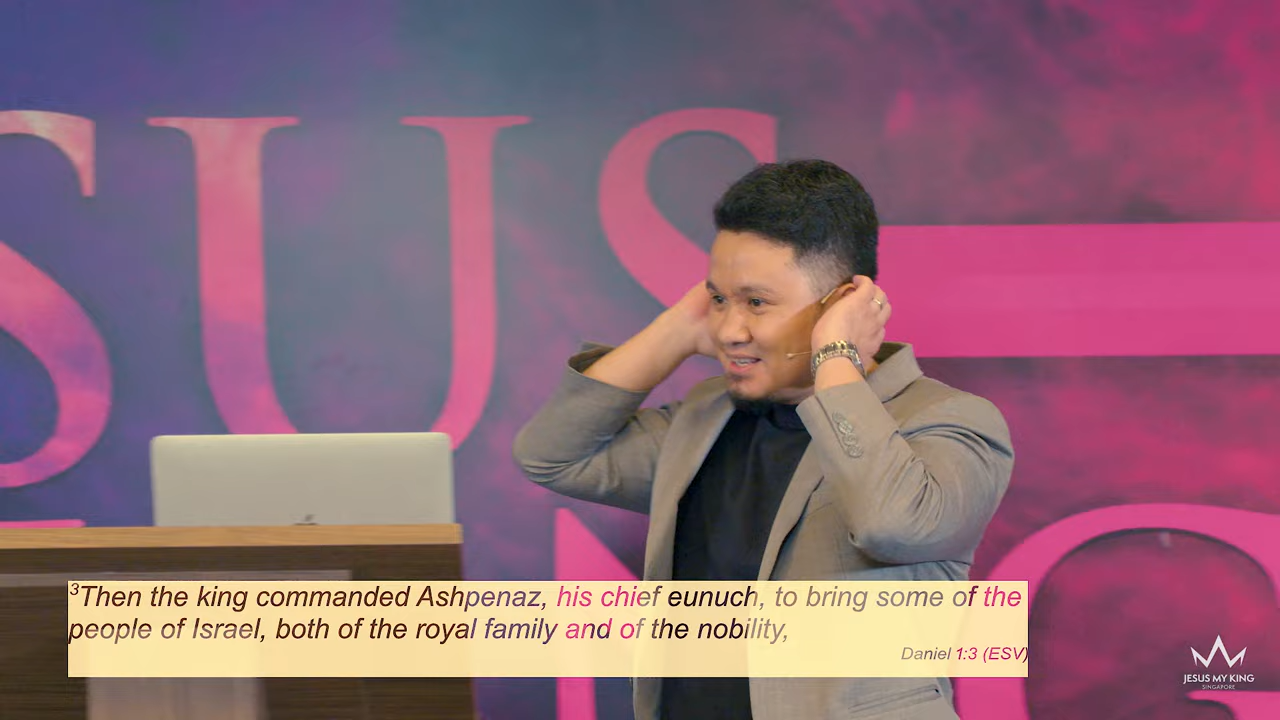 SUS
NG
³Then the king commanded Ashpenaz, his chief eunuch, to bring some of the
people of Israel, both of the royal family and of the nobility,
Daniel 1:3 (ESV)
JESUS MY KING
SINGAPORE